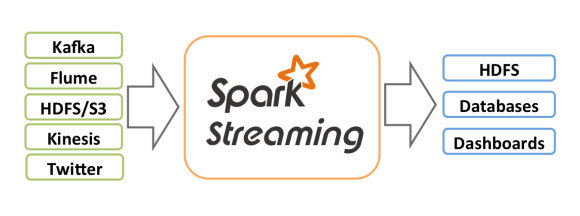 Kafka
Flume
HDFS/S3
Kinesis
Twitter
Spark
Streaming
HDFS
Databases
Dashboards